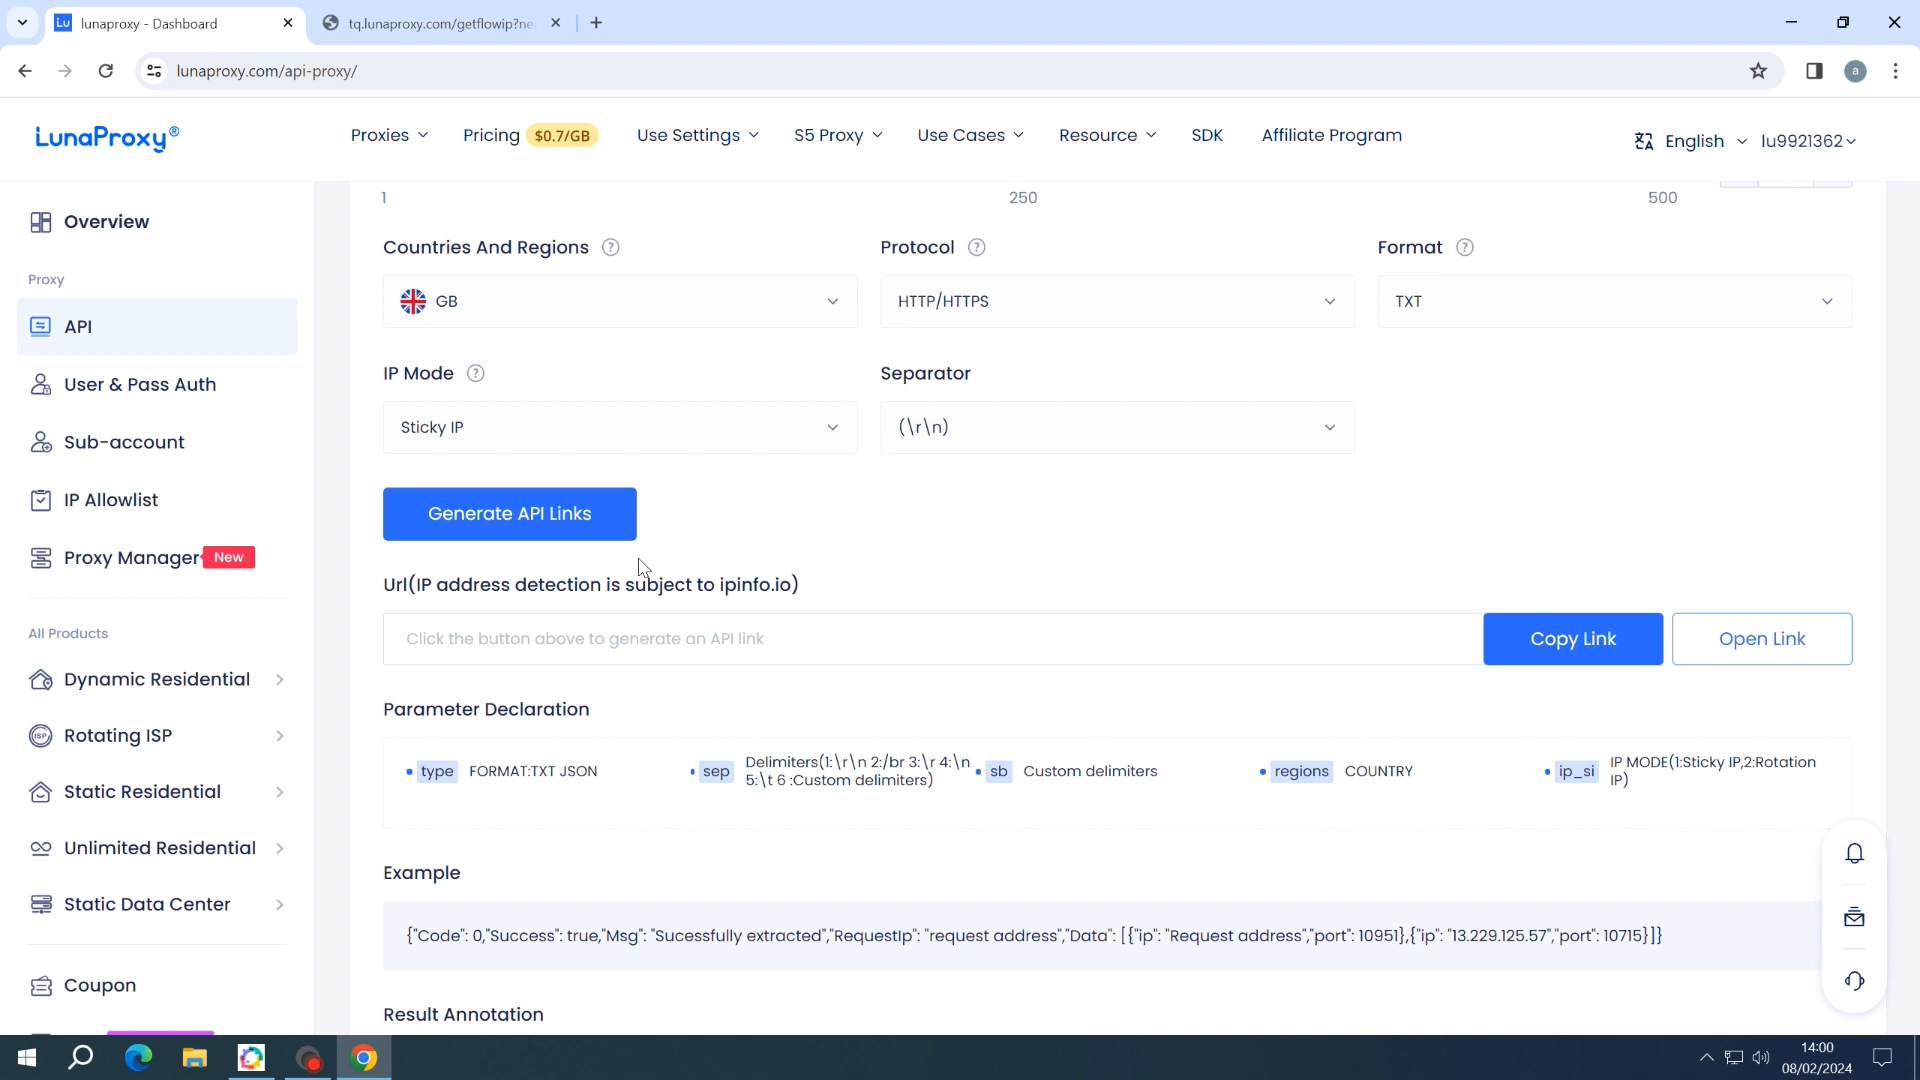 Lu lunaproxy - Dashboard
tq.lunaproxy.com/getflowip?ne
lunaproxy.com/api-proxy/
a
LunaProxy®
Proxies
Pricing $0.7/GB
Use Settings
S5 Proxy
Use Cases
Resource
SDK
Affiliate Program
English
lu9921362
Overview
Proxy
API
User & Pass Auth
Sub-account
IP Allowlist
Proxy Manager New
All Products
Dynamic Residential
Rotating ISP
Static Residential
Unlimited Residential
Static Data Center
Coupon
1 250 500
Countries And Regions ?
Protocol ?
Format ?
GB
HTTP/HTTPS
TXT
IP Mode ?
Separator
Sticky IP
(\r\n)
Generate API Links
Url(IP address detection is subject to ipinfo.io)
Click the button above to generate an API link
Copy Link
Open Link
Parameter Declaration
type FORMAT:TXT JSON
sep Delimiters(1:\r\n 2:/br 3:\r 4:\n
5:\t 6 :Custom delimiters)
sb Custom delimiters
regions COUNTRY
ip_si IP MODE(1:Sticky IP,2:Rotation
IP)
Example
{"Code": 0,"Success": true,"Msg": "Sucessfully extracted","RequestIp": "request address","Data": [{"ip": "Request address","port": 10951},{"ip": "13.229.125.57","port": 10715}]}
Result Annotation
14:00
08/02/2024